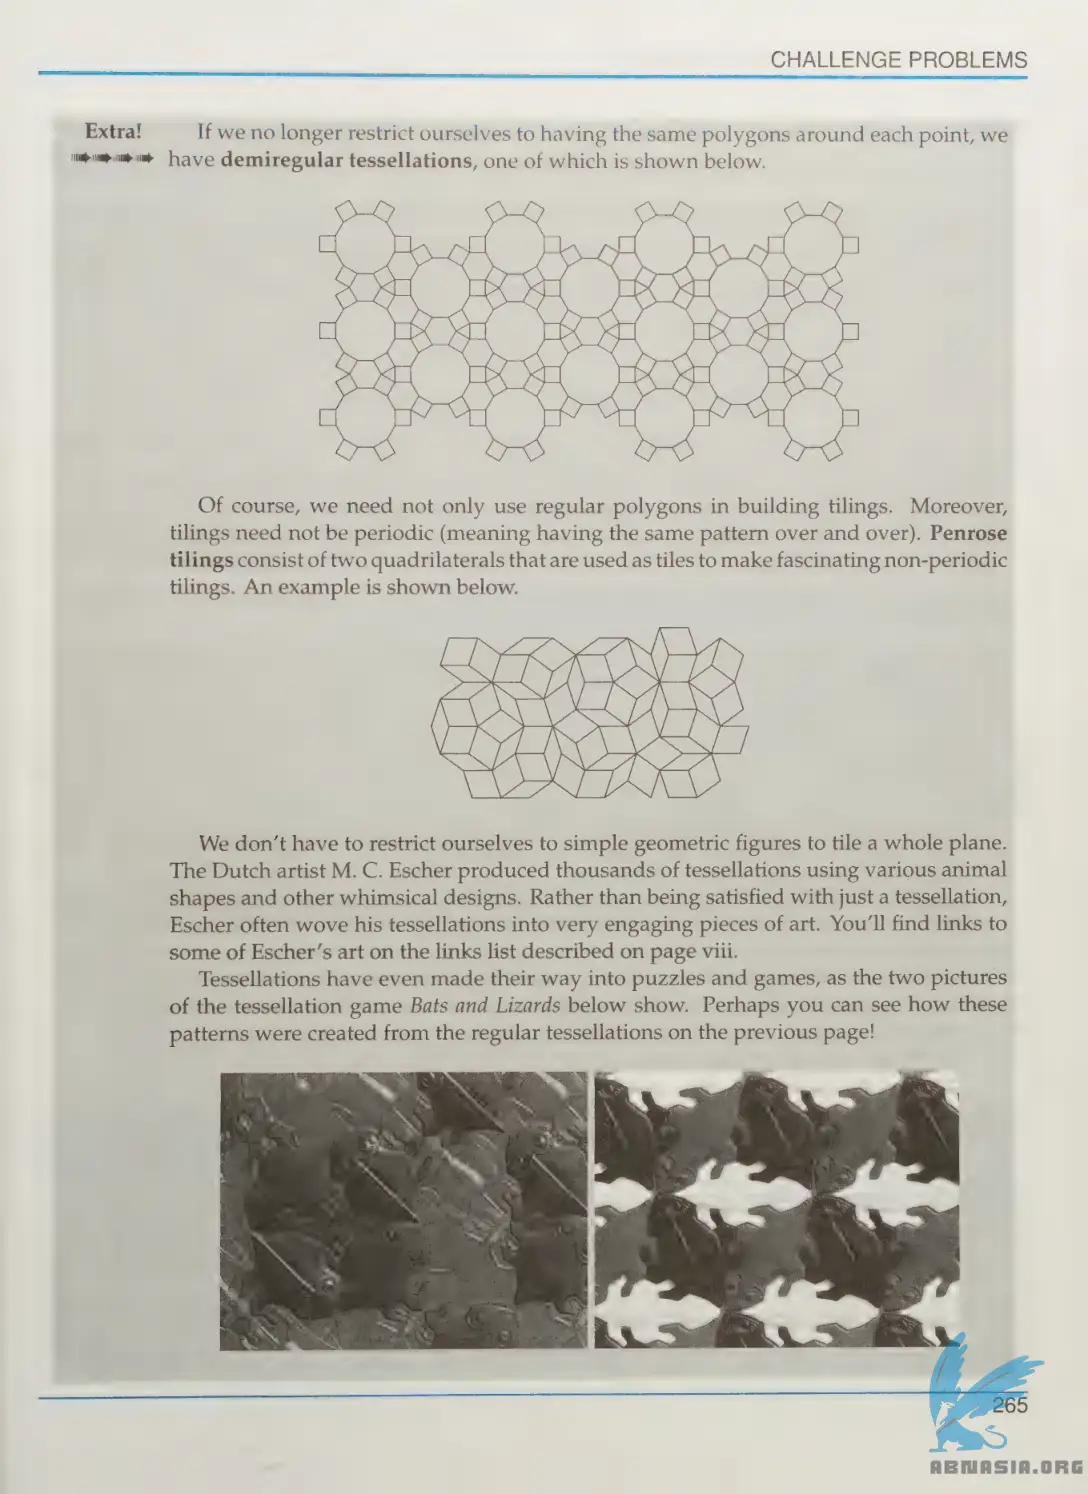 CHALLENGE PROBLEMS
Extra! If we no longer restrict ourselves to having the same polygons around each point, we
have demiregular tessellations, one of which is shown below.
Of course, we need not only use regular polygons in building tilings. Moreover,
tilings need not be periodic (meaning having the same pattern over and over). Penrose
tilings consist of two quadrilaterals that are used as tiles to make fascinating non-periodic
tilings. An example is shown below.
We don't have to restrict ourselves to simple geometric figures to tile a whole plane.
The Dutch artist M. C. Escher produced thousands of tessellations using various animal
shapes and other whimsical designs. Rather than being satisfied with just a tessellation,
Escher often wove his tessellations into very engaging pieces of art. You'll find links to
some of Escher's art on the links list described on page viii.
Tessellations have even made their way into puzzles and games, as the two pictures
of the tessellation game Bats and Lizards below show. Perhaps you can see how these
patterns were created from the regular tessellations on the previous page!
265
ABNASIA.ORG